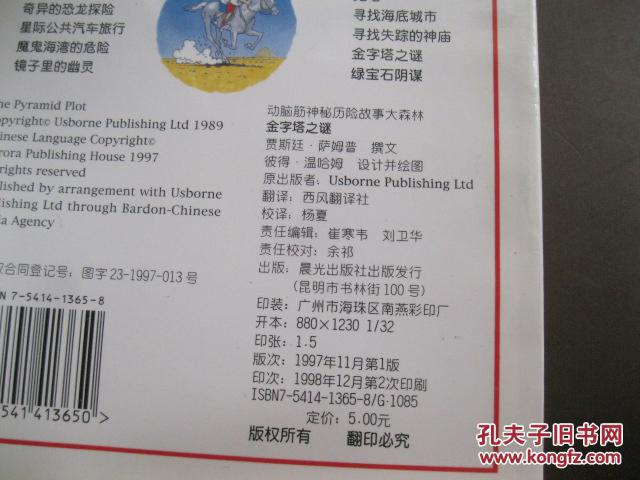 奇异的恐龙探险
星际公共汽车旅行
魔鬼海湾的危险
镜子里的幽灵
寻找海底城市
寻找失踪的神庙
金字塔之谜
绿宝石阴谋
ne Pyramid Plot
opyright© Usborne Publishing Ltd 1989
inese Language Copyright©
rora Publishing House 1997
rights reserved
lished by arrangement with Usborne
lishing Ltd through Bardon-Chinese
ia Agency
合同登记号：图字23-1997-013号
N 7-5414-1365-8
541 413650 >
动脑筋神秘历险故事大森林
金字塔之谜
贾斯廷·萨姆普 撰文
彼得·温哈姆 设计并绘图
原出版者：Usborne Publishing Ltd
翻译：西风翻译社
校译：杨夏
责任编辑：崔寒韦 刘卫华
责任校对：余祁
出版：晨光出版社出版发行
(昆明市书林街100号)
印装：广州市海珠区南燕彩印厂
开本：880×1230 1/32
印张：1.5
版次：1997年11月第1版
印次：1998年12月第2次印刷
ISBN7-5414-1365-8/G·1085
定价：5.00元
版权所有 翻印必究
孔夫子旧书网
www.kongfz.com